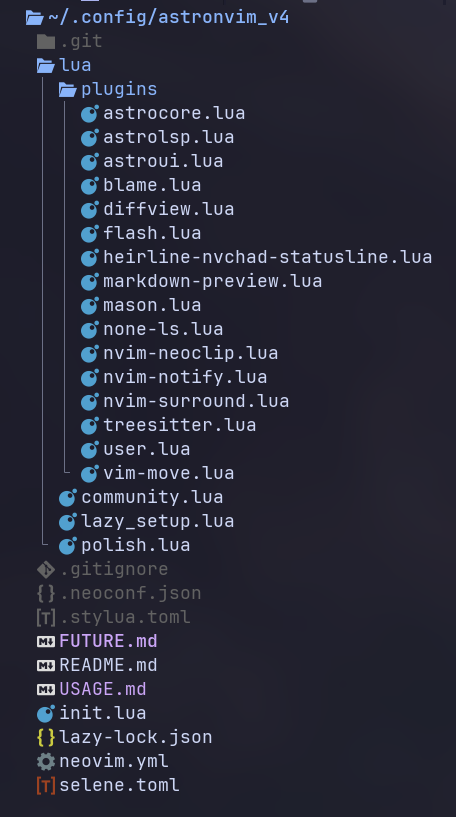 ~/.config/astronvim_v4
.git
lua
plugins
astrocore.lua
astrolsp.lua
astroui.lua
blame.lua
diffview.lua
flash.lua
heirline-nvchad-statusline.lua
markdown-preview.lua
mason.lua
none-ls.lua
nvim-neoclip.lua
nvim-notify.lua
nvim-surround.lua
treesitter.lua
user.lua
vim-move.lua
community.lua
lazy_setup.lua
polish.lua
.gitignore
{} .neoconf.json
[T] .stylua.toml
M↓ FUTURE.md
M↓ README.md
M↓ USAGE.md
init.lua
{} lazy-lock.json
neovim.yml
[T] selene.toml